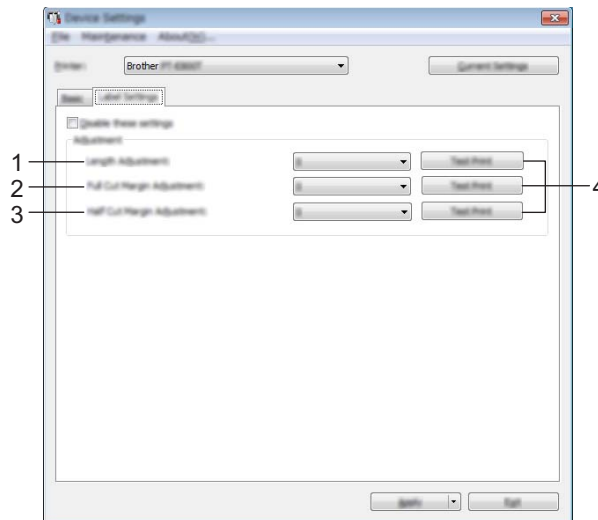 Device Settings
File Maintenance About
Printer: Brother PT-E800T Current Settings
Basic Label Settings
Disable these settings
Adjustment
1 Length Adjustment: Test Print
2 Full Cut Margin Adjustment: Test Print 4
3 Half Cut Margin Adjustment: Test Print
Apply Exit